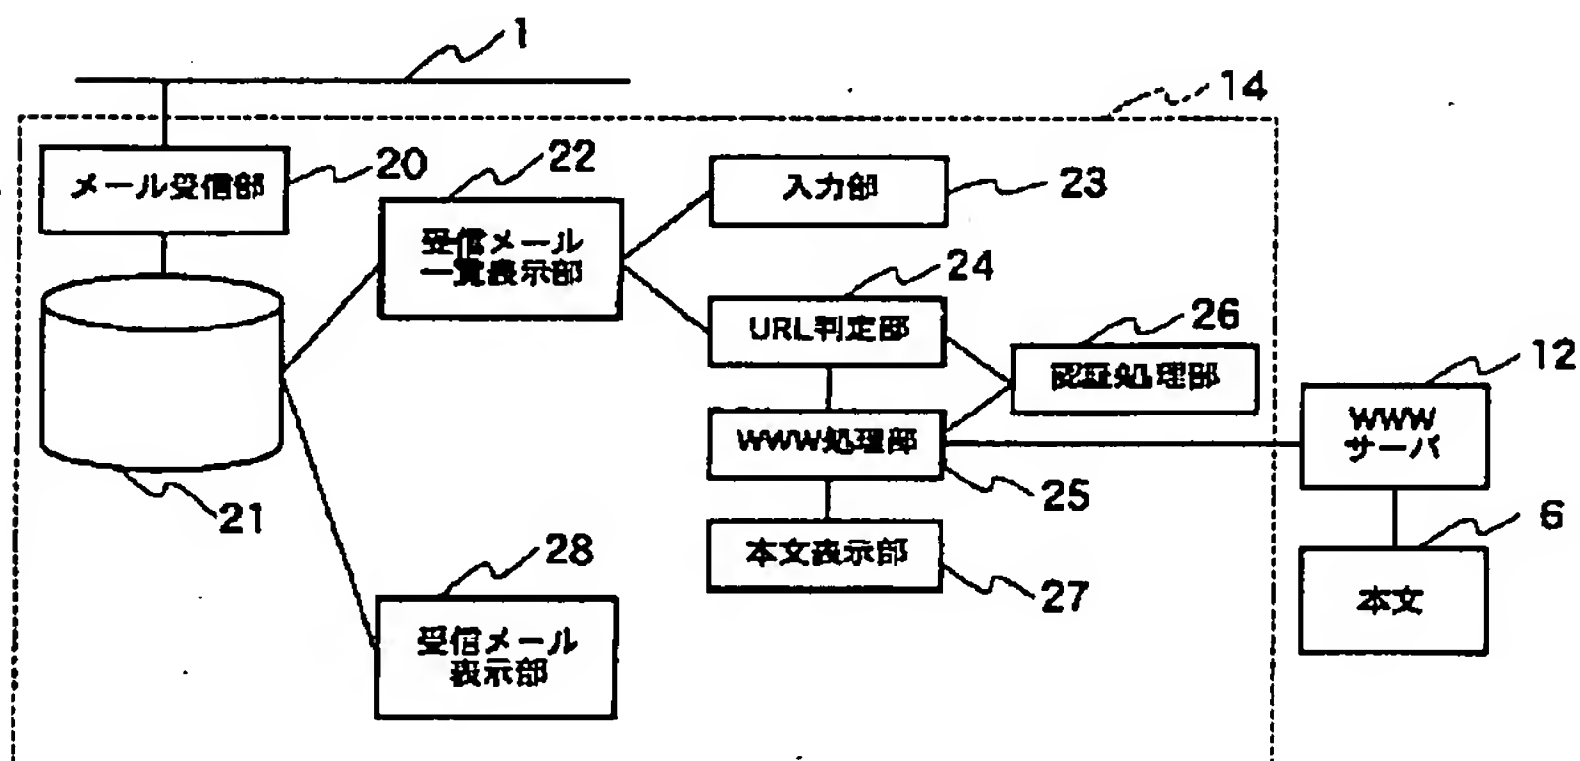 1
14
メール受信部
20
22
受信メール
一覧表示部
入力部
23
24
URL判定部
26
認証処理部
12
WWW
サーバ
WWW処理部
25
21
6
本文
本文表示部
27
28
受信メール
表示部